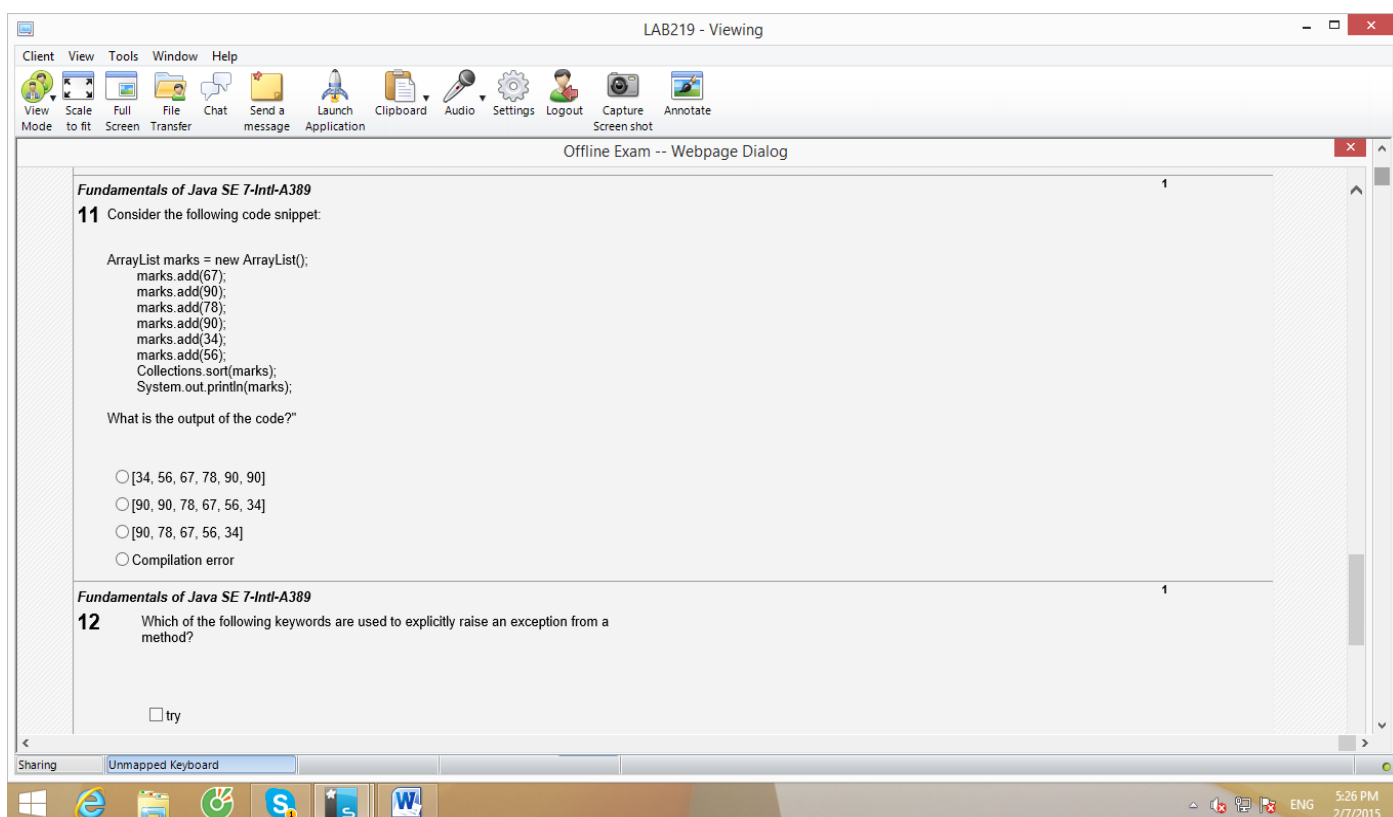 LAB219 - Viewing
Client View Tools Window Help
View Mode
Scale to fit
Full Screen
File Transfer
Chat
Send a message
Launch Application
Clipboard
Audio
Settings
Logout
Capture Screen shot
Annotate
Offline Exam -- Webpage Dialog
Fundamentals of Java SE 7-Intl-A389 1
11 Consider the following code snippet:
ArrayList marks = new ArrayList();
marks.add(67);
marks.add(90);
marks.add(78);
marks.add(90);
marks.add(34);
marks.add(56);
Collections.sort(marks);
System.out.println(marks);
What is the output of the code?"
[34, 56, 67, 78, 90, 90]
[90, 90, 78, 67, 56, 34]
[90, 78, 67, 56, 34]
Compilation error
Fundamentals of Java SE 7-Intl-A389 1
12 Which of the following keywords are used to explicitly raise an exception from a
method?
try
Sharing Unmapped Keyboard
ENG 5:26 PM
2/7/2015